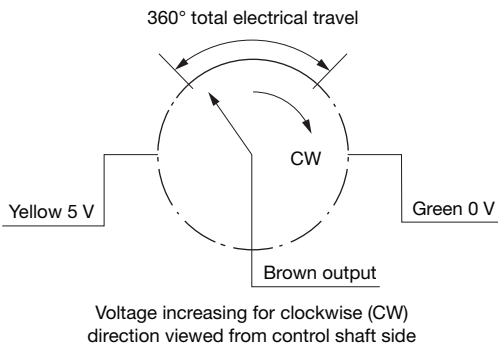 360° total electrical travel
CW
Yellow 5 V
Green 0 V
Brown output
Voltage increasing for clockwise (CW)
direction viewed from control shaft side